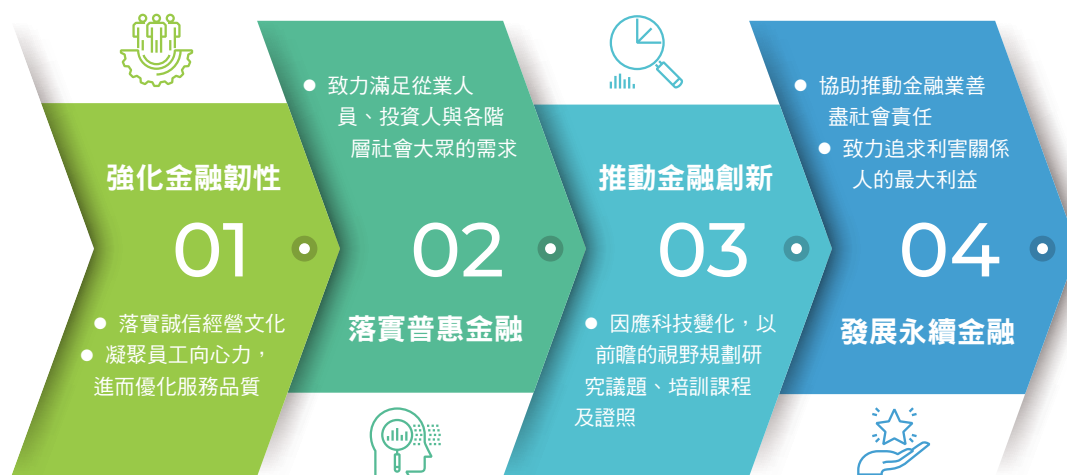 強化金融韌性
01
● 落實誠信經營文化
● 凝聚員工向心力，
進而優化服務品質
● 致力滿足從業人
員、投資人與各階
層社會大眾的需求
02
落實普惠金融
推動金融創新
03
● 因應科技變化，以
前瞻的視野規劃研
究議題、培訓課程
及證照
● 協助推動金融業善
盡社會責任
● 致力追求利害關係
人的最大利益
04
發展永續金融